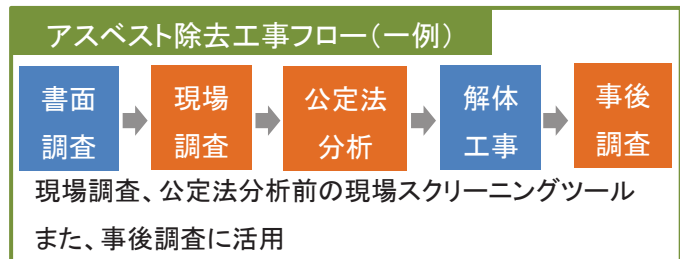 アスベスト除去工事フロー(一例)
書面調査 現場調査 公定法分析 解体工事 事後調査
現場調査、公定法分析前の現場スクリーニングツール
また、事後調査に活用